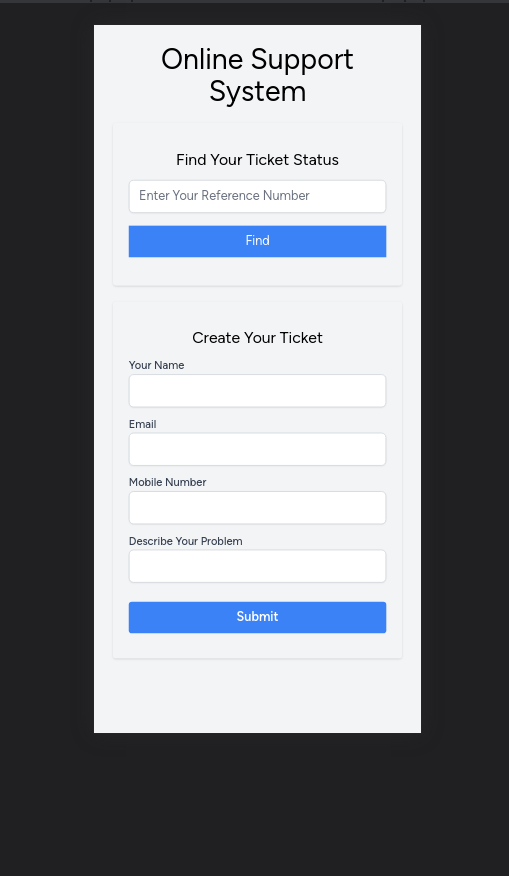 Online Support
System
Find Your Ticket Status
Enter Your Reference Number
Find
Create Your Ticket
Your Name
Email
Mobile Number
Describe Your Problem
Submit